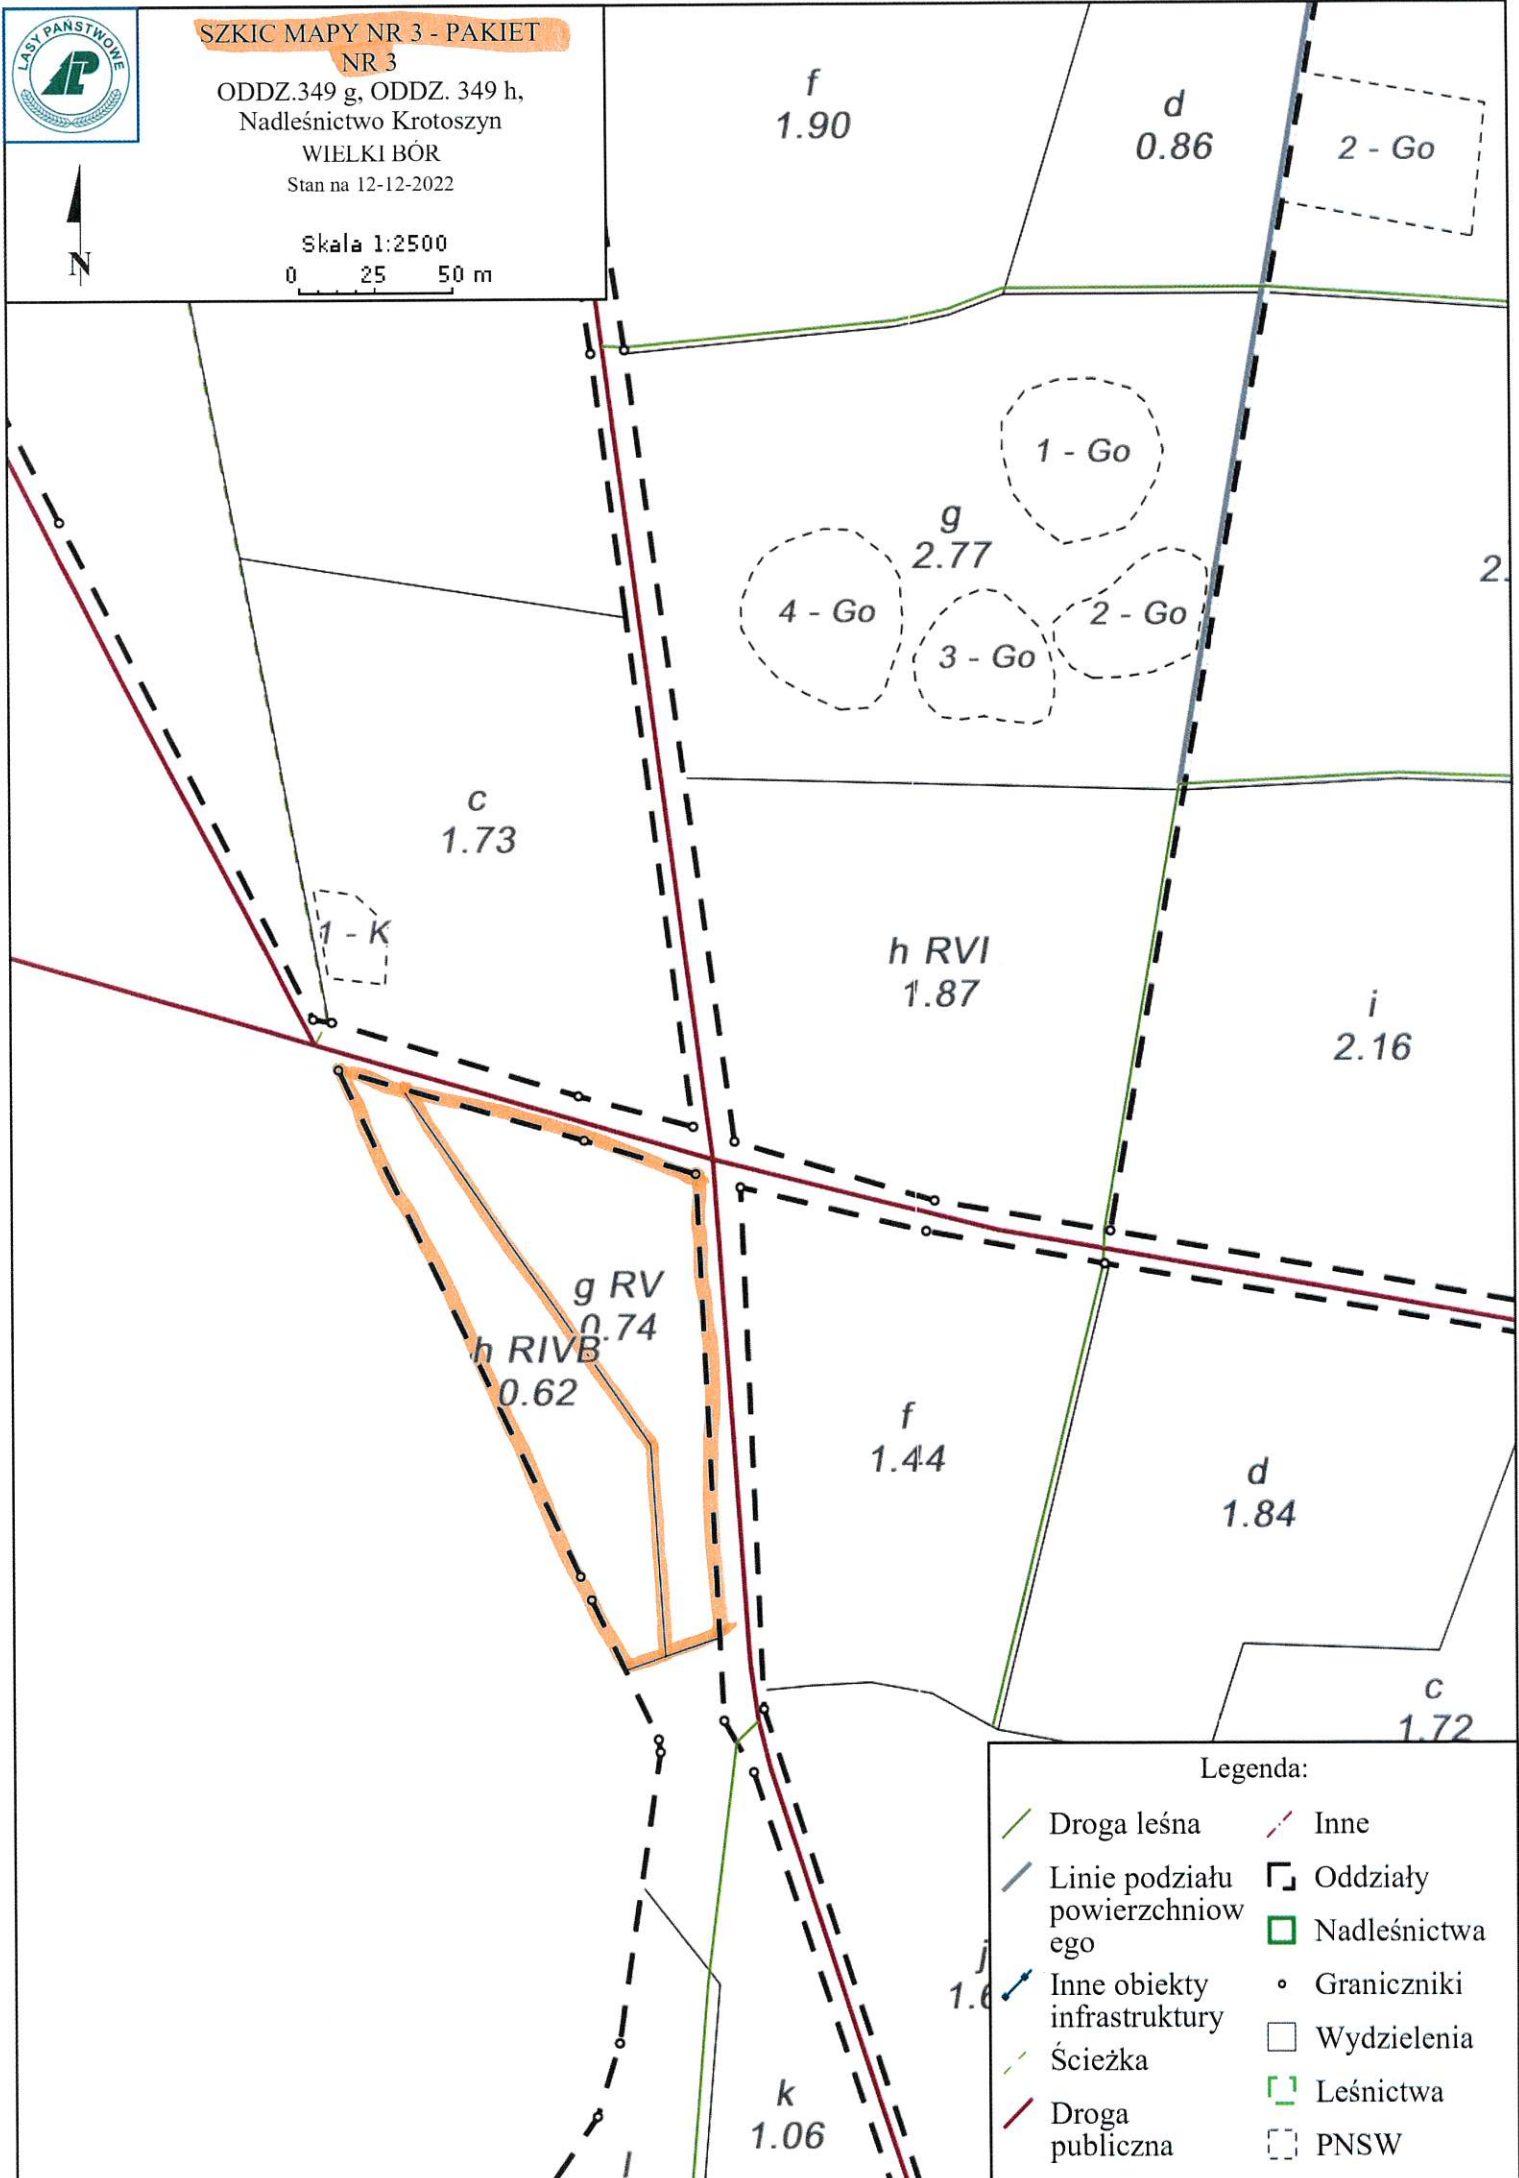 LASY PAŃSTWOWE
SZKIC MAPY NR 3 - PAKIET
NR 3
ODDZ.349 g, ODDZ. 349 h,
Nadleśnictwo Krotoszyn
WIELKI BÓR
Stan na 12-12-2022
N
Skala 1:2500
0 25 50 m
f
1.90
d
0.86
2 - Go
1 - Go
g
2.77
2.
4 - Go
2 - Go
3 - Go
c
1.73
1 - K
h RVI
1.87
i
2.16
g RV
0.74
h RIVB
0.62
f
1.44
d
1.84
c
1.72
j
k
1.06
l
Legenda:
Droga leśna
Linie podziału
powierzchniow
ego
Inne obiekty
infrastruktury
Ścieżka
Droga
publiczna
Inne
Oddziały
Nadleśnictwa
Graniczniki
Wydzielenia
Leśnictwa
PNSW